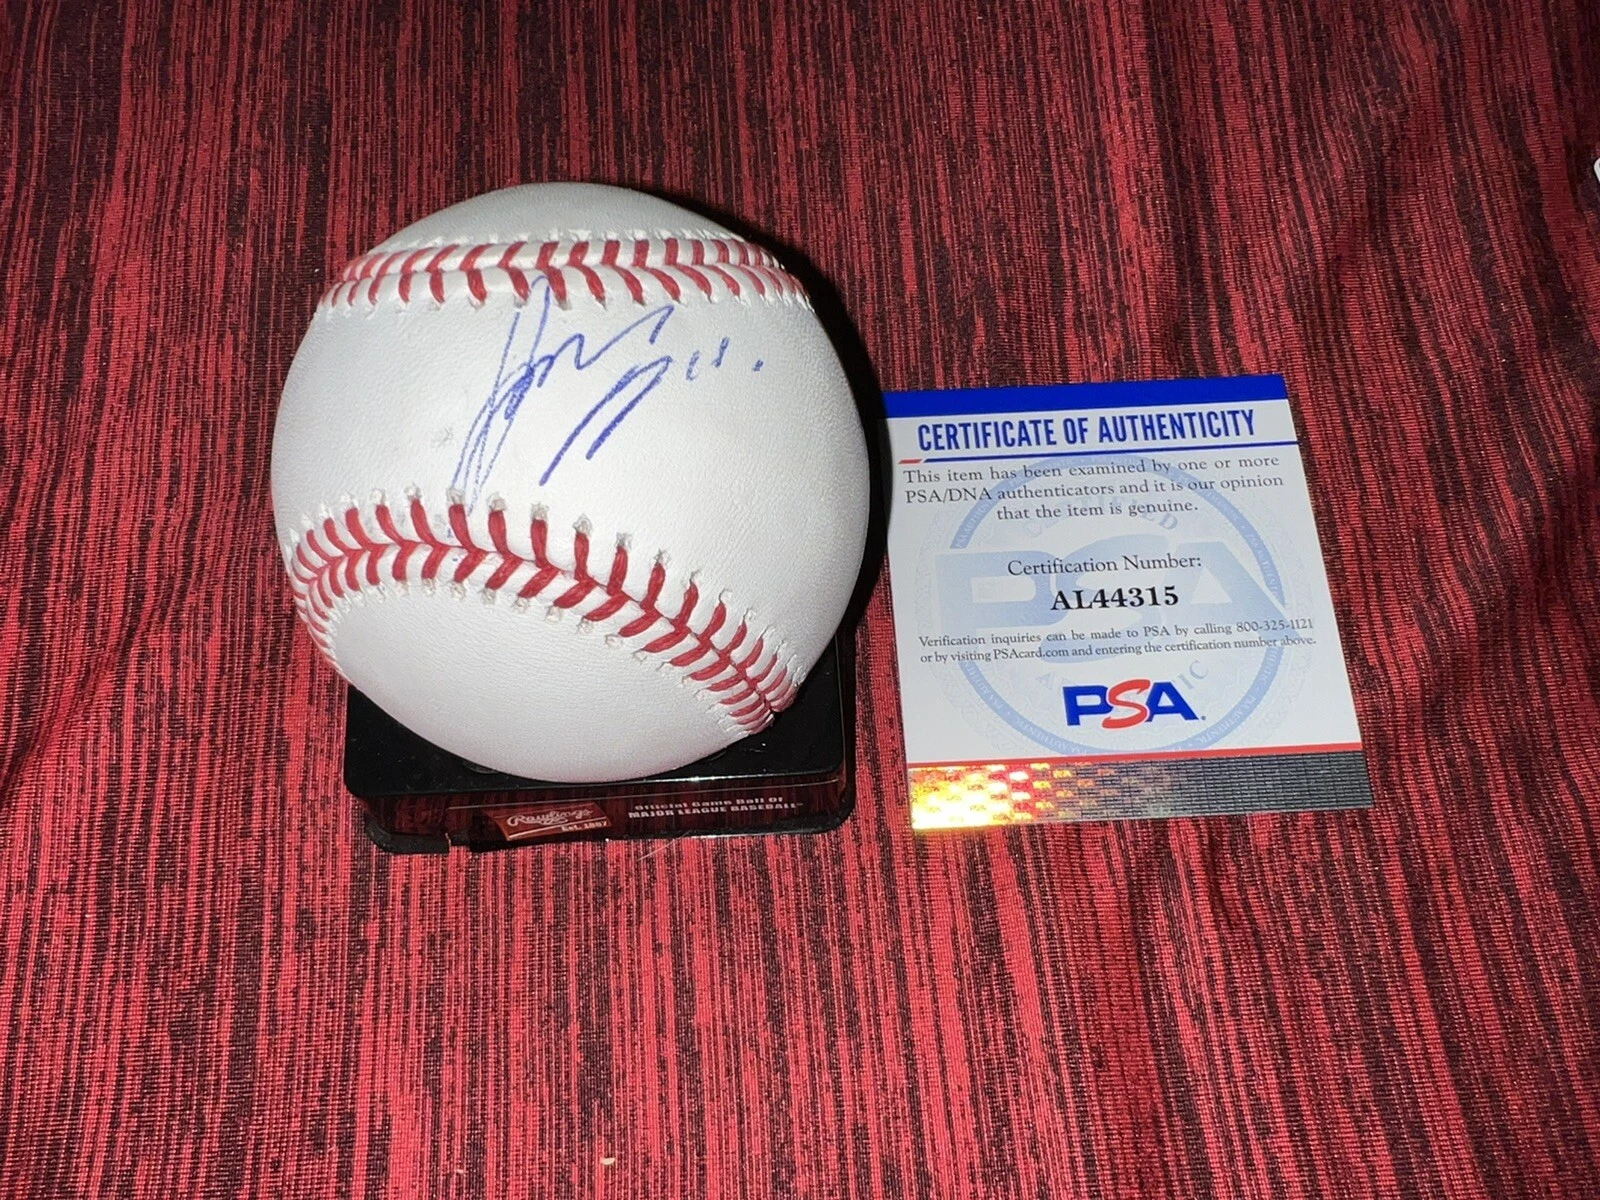 CERTIFICATE OF AUTHENTICITY
This item has been examined by one or more
PSA/DNA authenticators and it is our opinion
that the item is genuine.
Certification Number:
AL44315
Verification inquiries can be made to PSA by calling 800-325-1121
or by visiting PSAcard.com and entering the certification number above.
PSA
Rawlings
Est. 1887
Official Game Ball Of
MAJOR LEAGUE BASEBALL™